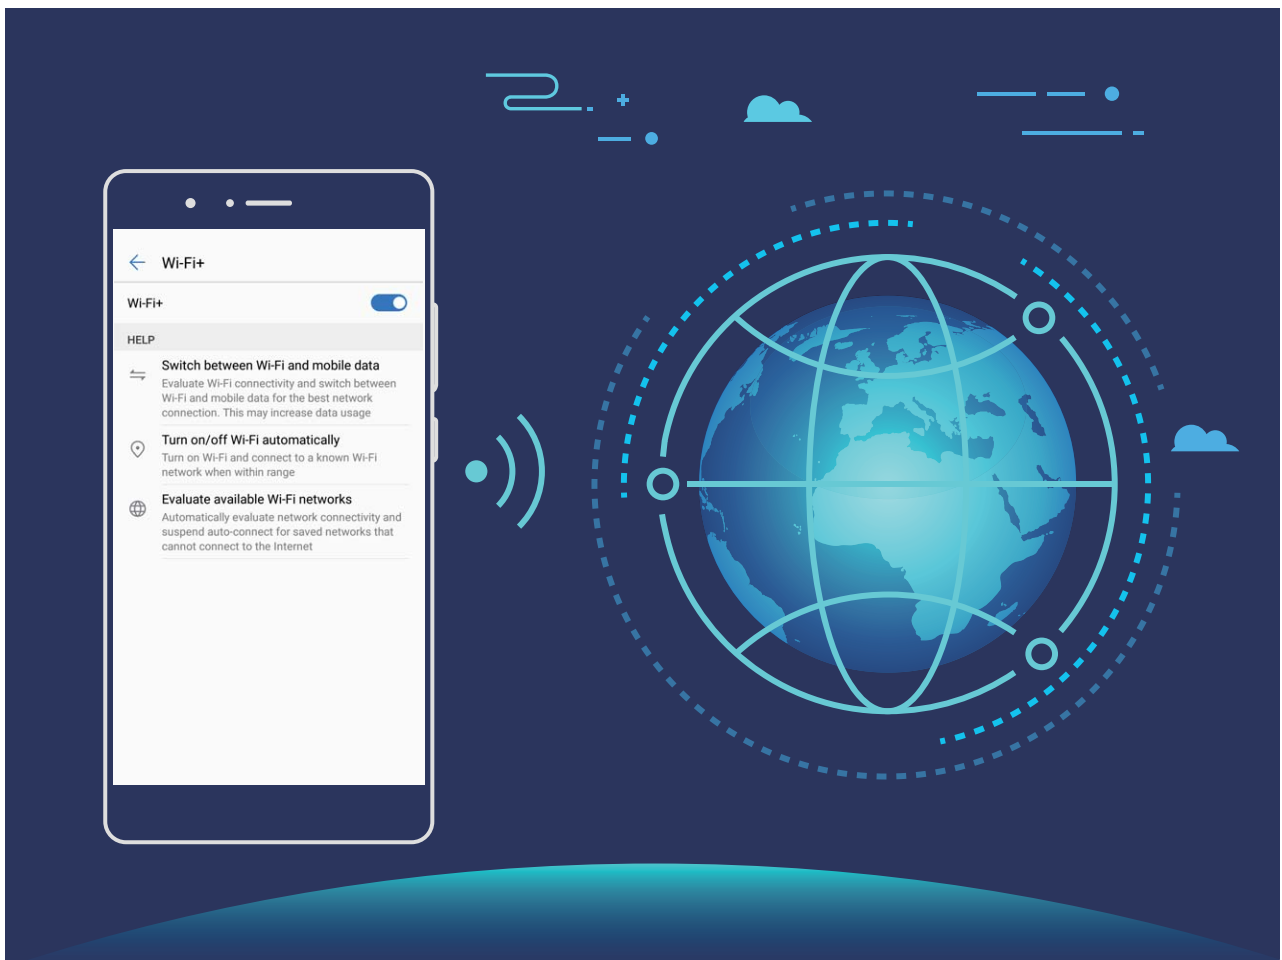 Wi-Fi+
Wi-Fi+
HELP
Switch between Wi-Fi and mobile data
Evaluate Wi-Fi connectivity and switch between
Wi-Fi and mobile data for the best network
connection. This may increase data usage
Turn on/off Wi-Fi automatically
Turn on Wi-Fi and connect to a known Wi-Fi
network when within range
Evaluate available Wi-Fi networks
Automatically evaluate network connectivity and
suspend auto-connect for saved networks that
cannot connect to the Internet